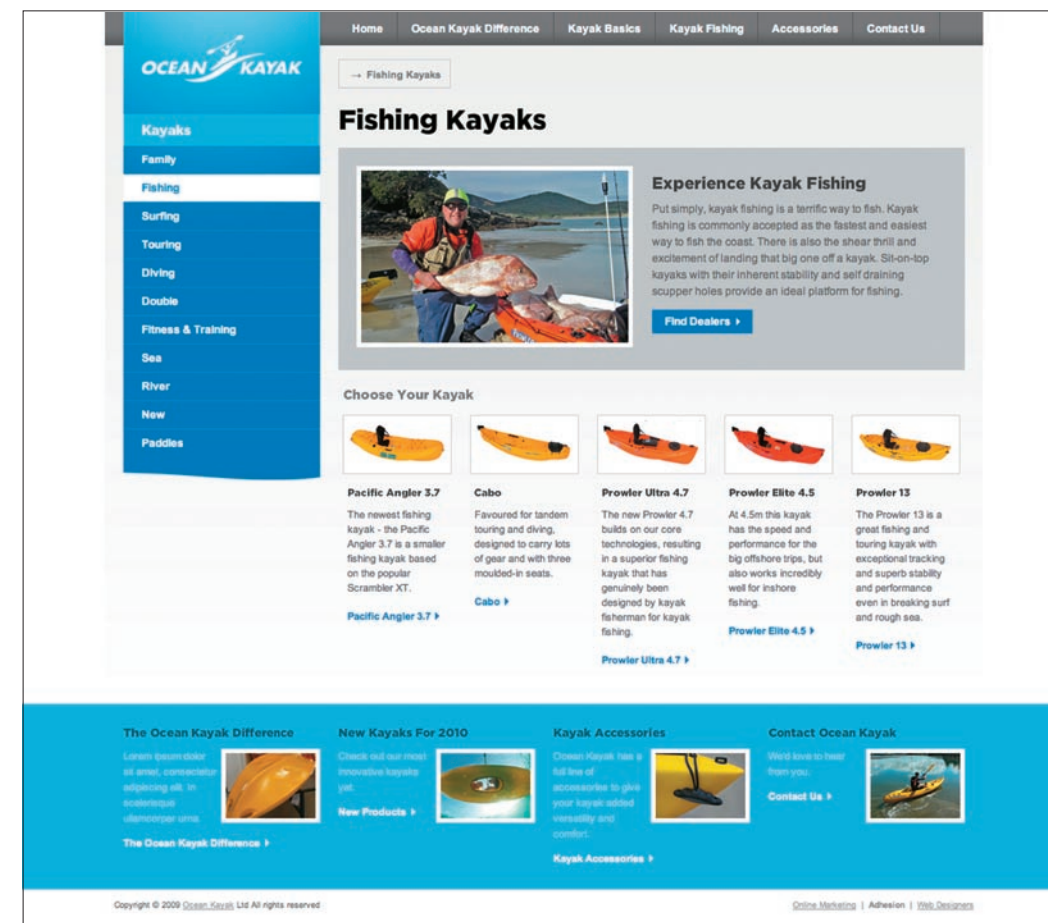 Home Ocean Kayak Difference Kayak Basics Kayak Fishing Accessories Contact Us
OCEAN KAYAK
→ Fishing Kayaks
Fishing Kayaks
Kayaks
Family
Fishing
Surfing
Touring
Diving
Double
Fitness & Training
Sea
River
New
Paddles
Experience Kayak Fishing
Put simply, kayak fishing is a terrific way to fish. Kayak
fishing is commonly accepted as the fastest and easiest
way to fish the coast. There is also the shear thrill and
excitement of landing that big one off a kayak. Sit-on-top
kayaks with their inherent stability and self draining
scupper holes provide an ideal platform for fishing.
Find Dealers
Choose Your Kayak
Pacific Angler 3.7
The newest fishing
kayak - the Pacific
Angler 3.7 is a smaller
fishing kayak based
on the popular
Scrambler XT.
Pacific Angler 3.7
Cabo
Favoured for tandem
touring and diving,
designed to carry lots
of gear and with three
moulded-in seats.
Cabo
Prowler Ultra 4.7
The new Prowler 4.7
builds on our core
technologies, resulting
in a superior fishing
kayak that has
genuinely been
designed by kayak
fisherman for kayak
fishing.
Prowler Ultra 4.7
Prowler Elite 4.5
At 4.5m this kayak
has the speed and
performance for the
big offshore trips, but
also works incredibly
well for inshore
fishing.
Prowler Elite 4.5
Prowler 13
The Prowler 13 is a
great fishing and
touring kayak with
exceptional tracking
and superb stability
and performance
even in breaking surf
and rough sea.
Prowler 13
The Ocean Kayak Difference
Lorem ipsum dolor
sit amet, consectetur
adipiscing elit. In
scelerisque
ullamcorper urna.
The Ocean Kayak Difference
New Kayaks For 2010
Check out our most
innovative kayaks
yet.
New Products
Kayak Accessories
Ocean Kayak has a
full line of
accessories to give
your kayak added
versatility and
comfort.
Kayak Accessories
Contact Ocean Kayak
We'd love to hear
from you.
Contact Us
Copyright © 2009 Ocean Kayak Ltd All rights reserved
Online Marketing | Adhesion | Web Designers